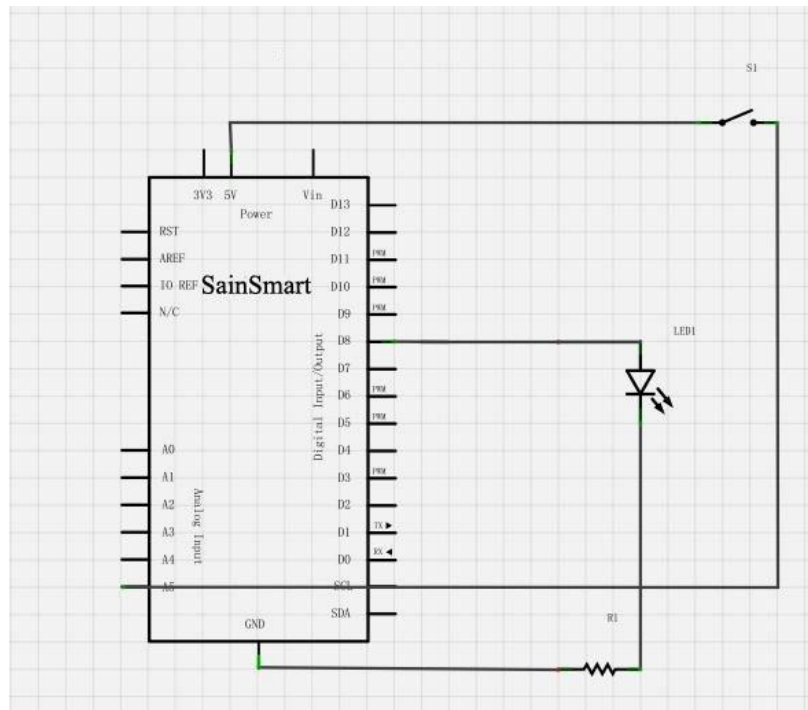 S1
3V3 5V Vin
Power
D13
RST D12
AREF D11 PWM
IO REF SainSmart D10 PWM
N/C D9 PWM
D8
LED1
D7
Digital Input/Output
D6 PWM
D5 PWM
A0 D4
A1 D3 PWM
Analog Input
A2 D2
A3 D1 TX ▶
A4 D0 RX ◀
A5 SCL
SDA
GND
R1